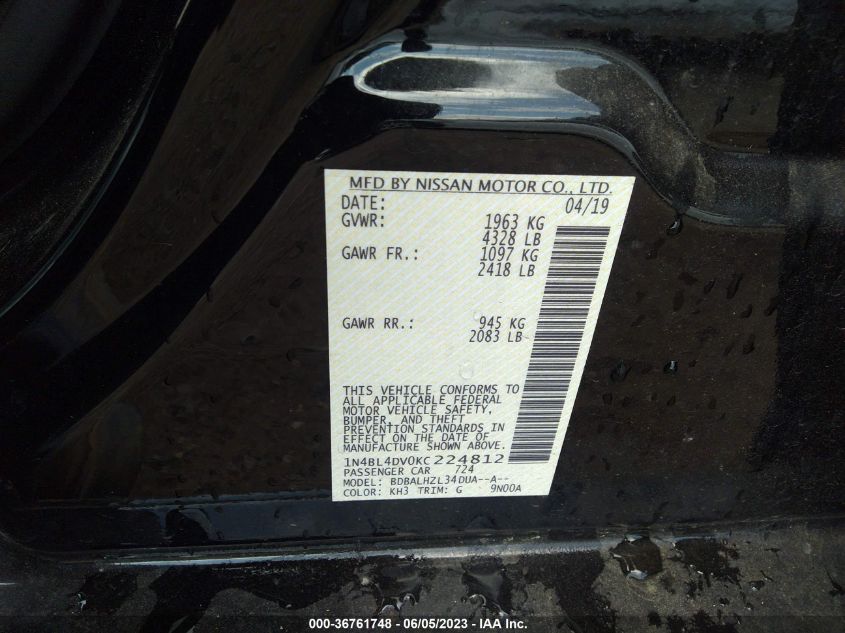 MFD BY NISSAN MOTOR CO., LTD.
DATE: 04/19
GVWR: 1963 KG
4328 LB
GAWR FR.: 1097 KG
2418 LB
GAWR RR.: 945 KG
2083 LB
THIS VEHICLE CONFORMS TO
ALL APPLICABLE FEDERAL
MOTOR VEHICLE SAFETY,
BUMPER, AND THEFT
PREVENTION STANDARDS IN
EFFECT ON THE DATE OF
MANUFACTURE SHOWN ABOVE.
1N4BL4DV0KC224812
PASSENGER CAR 724
MODEL: BDBALHZL34DUA--A--
COLOR: KH3 TRIM: G 9N00A
000-36761748 — 06/05/2023 — IAA Inc.